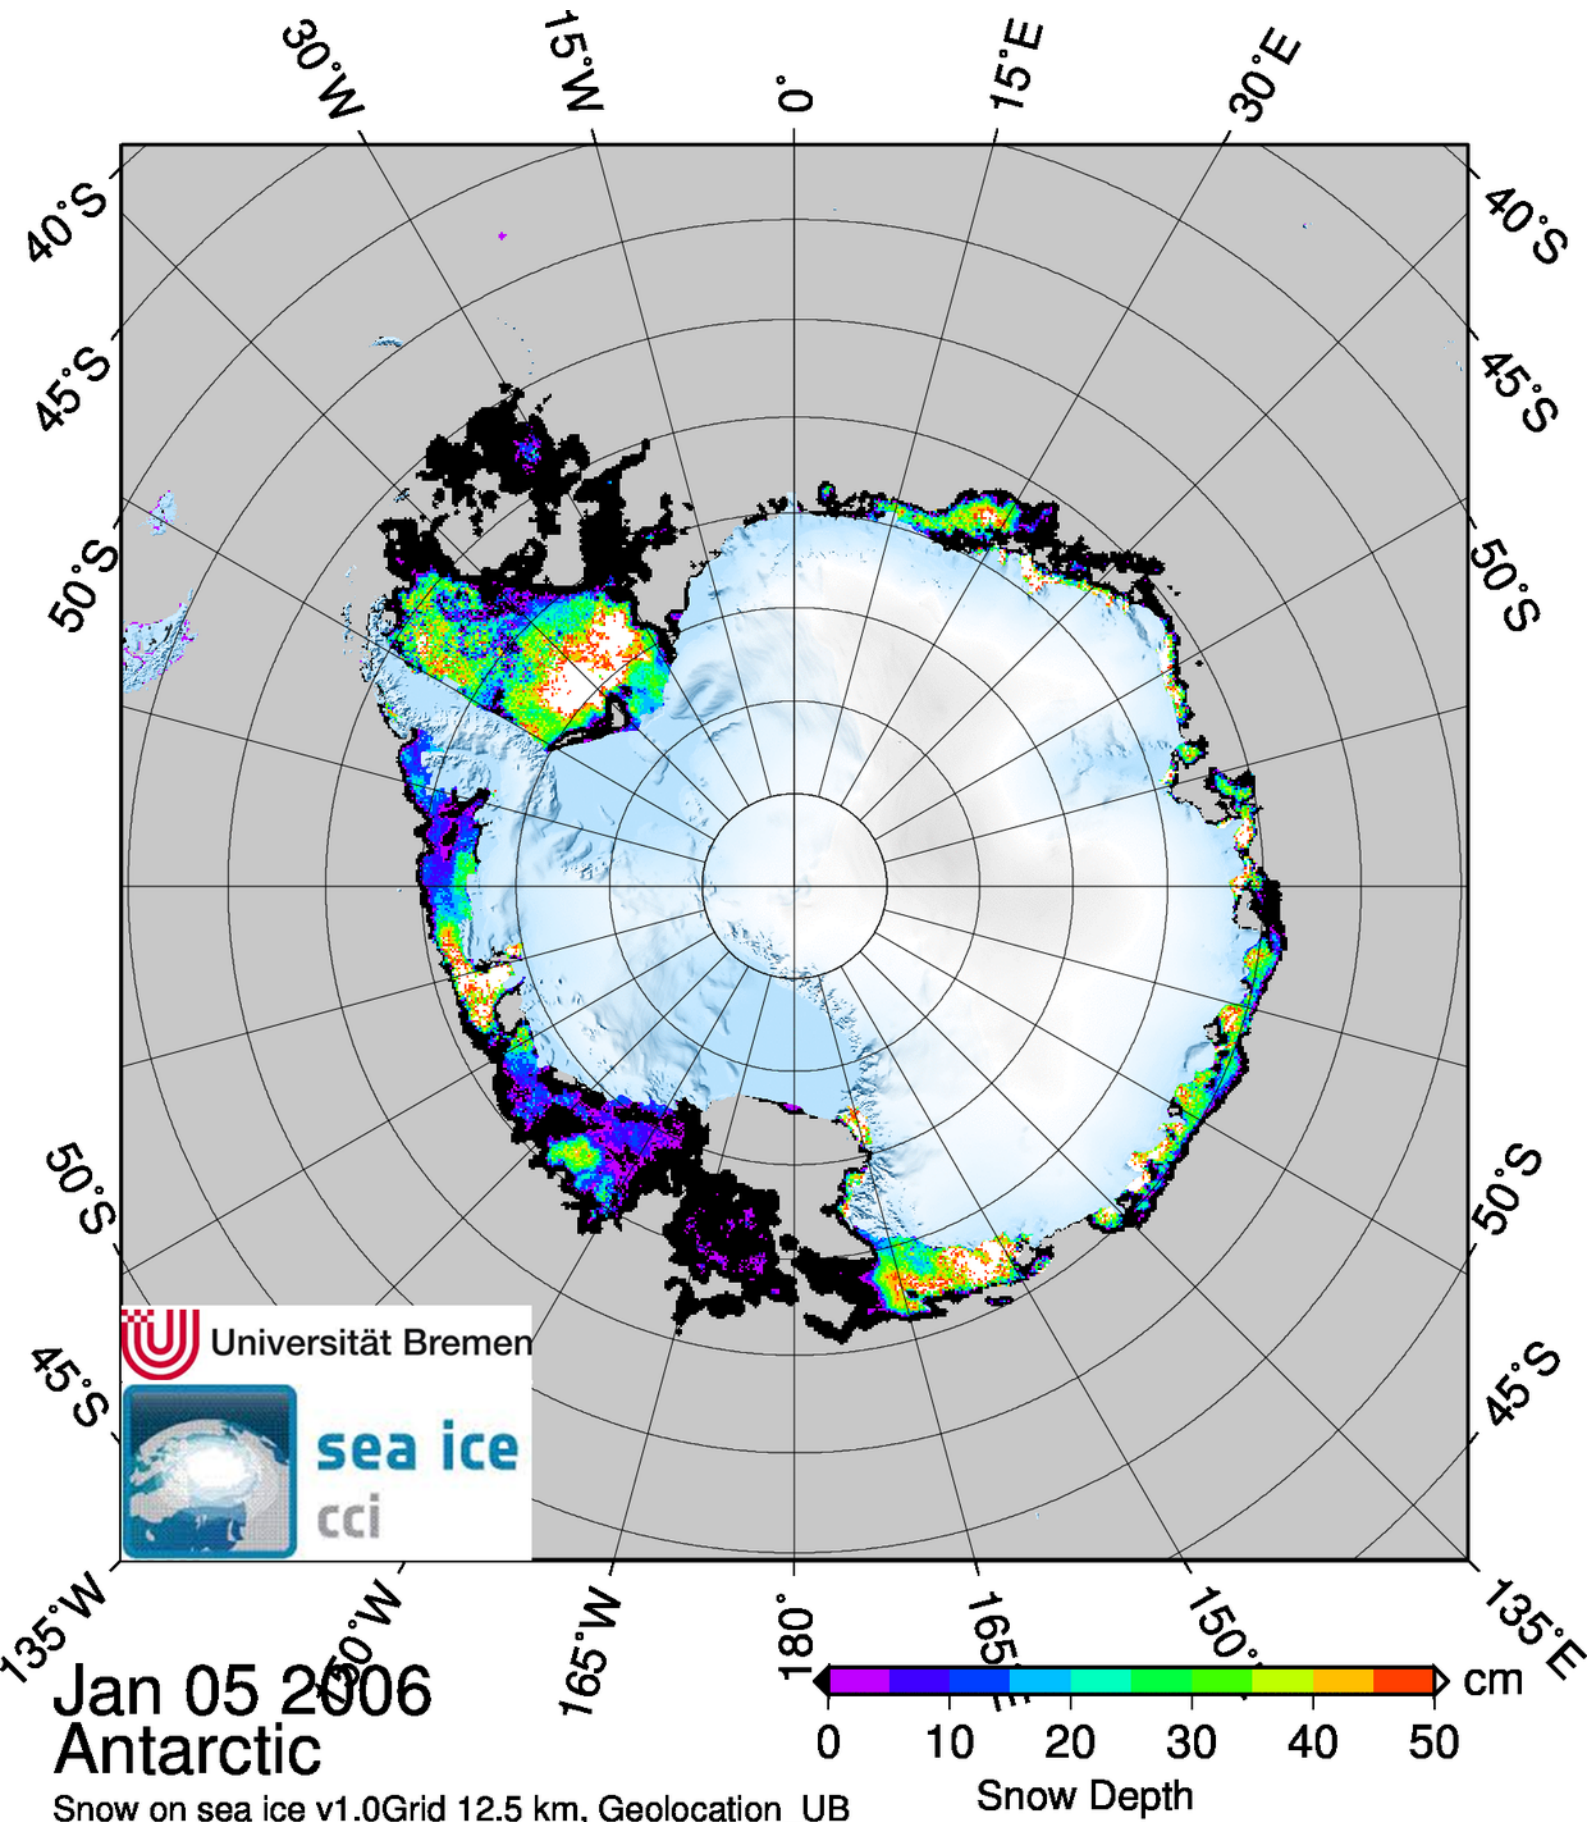 30°W 15°W 0° 15°E 30°E
40°S 40°S
45°S 45°S
50°S 50°S
50°S 50°S
45°S 45°S
Universität Bremen
sea ice
cci
135°W 150°W 165°W 180° 165°E 150° 135°E
Jan 05 2006
Antarctic
Snow on sea ice v1.0Grid 12.5 km, Geolocation UB
cm
0 10 20 30 40 50
Snow Depth